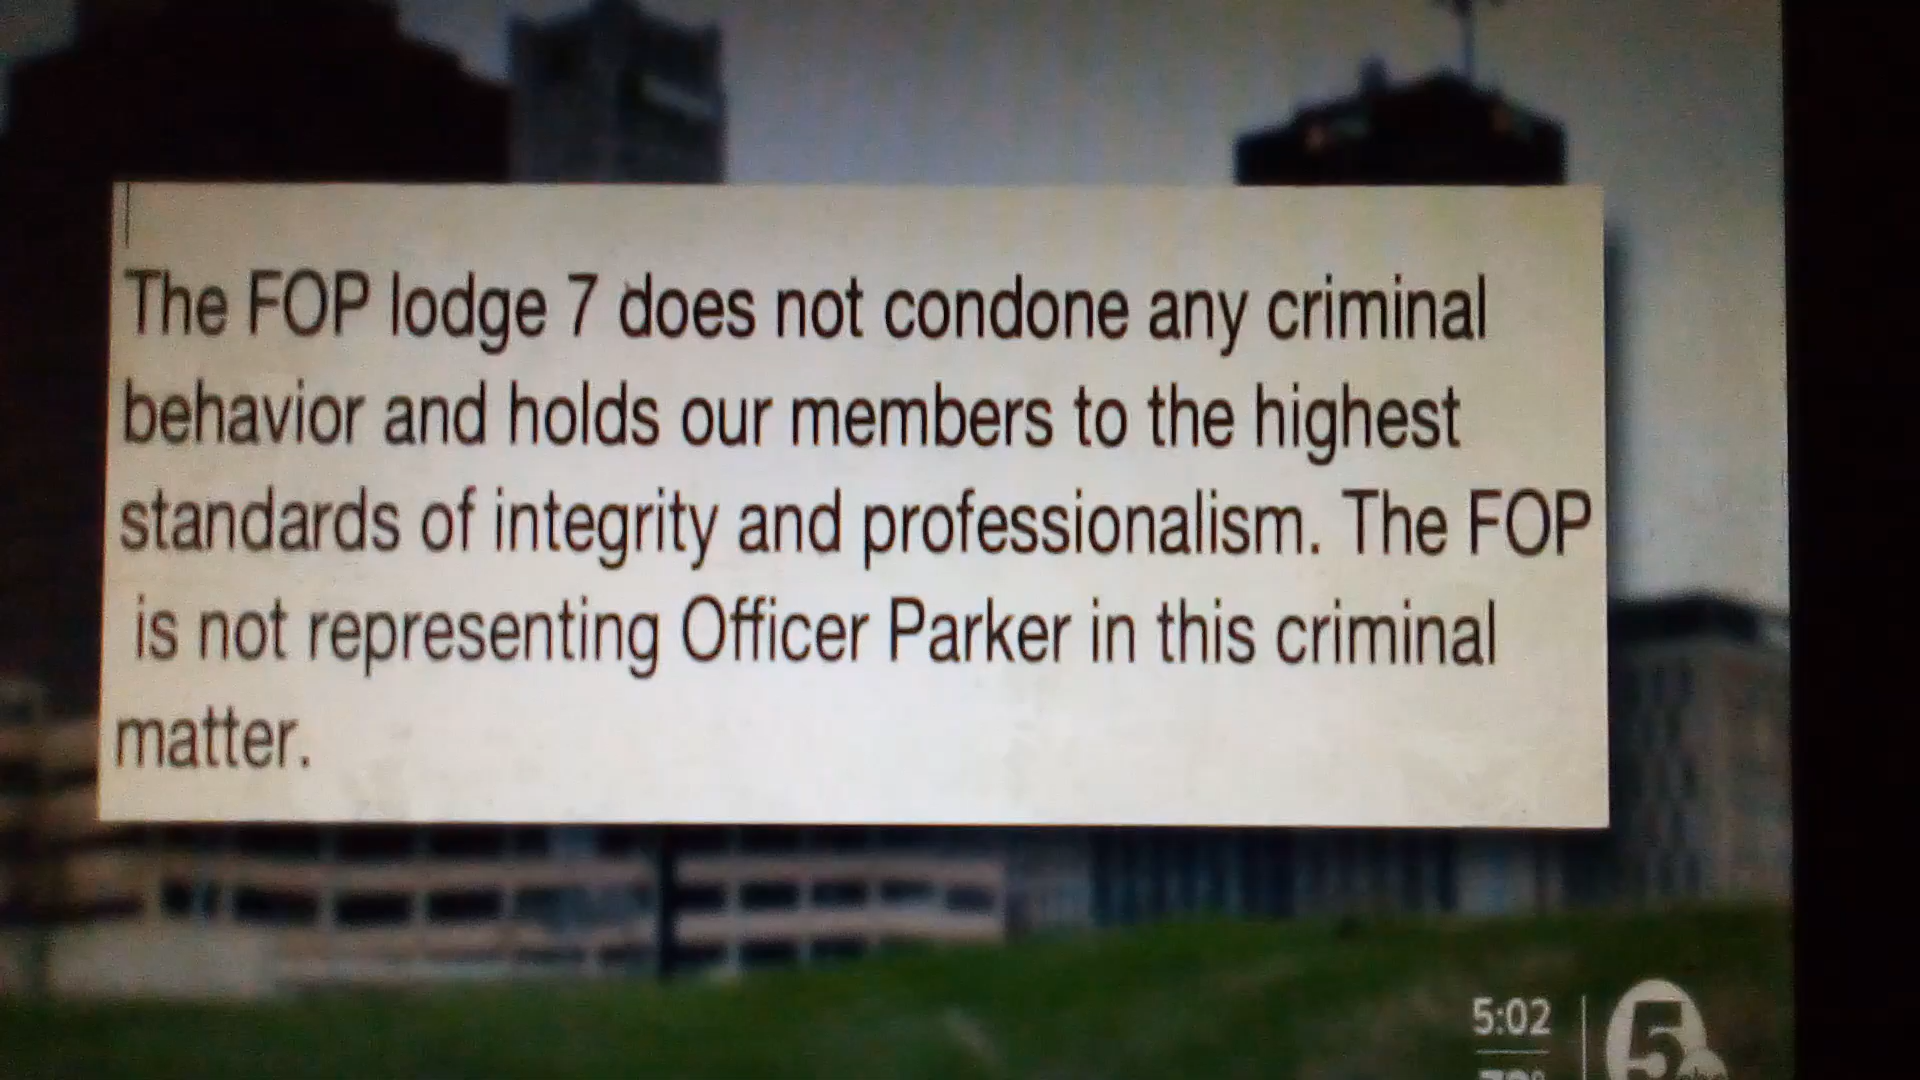 The FOP lodge 7 does not condone any criminal
behavior and holds our members to the highest
standards of integrity and professionalism. The FOP
is not representing Officer Parker in this criminal
matter.
5:02
5